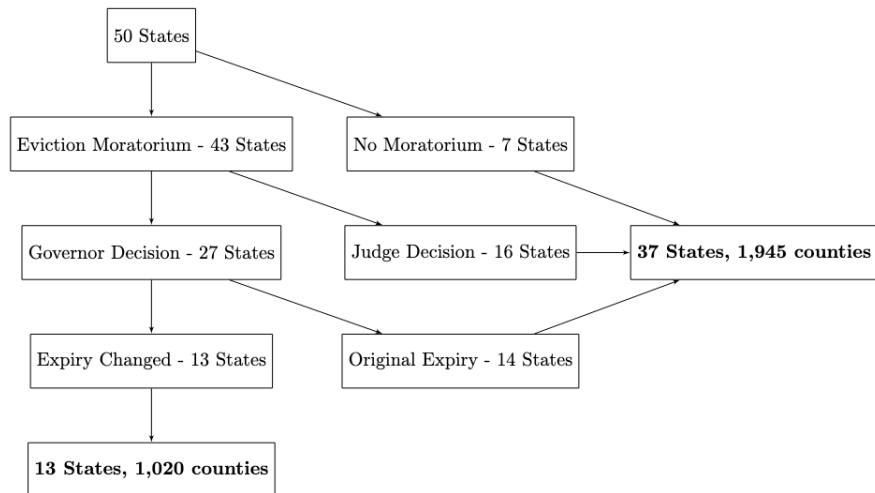 50 States
Eviction Moratorium - 43 States
No Moratorium - 7 States
Governor Decision - 27 States
Judge Decision - 16 States
37 States, 1,945 counties
Expiry Changed - 13 States
Original Expiry - 14 States
13 States, 1,020 counties